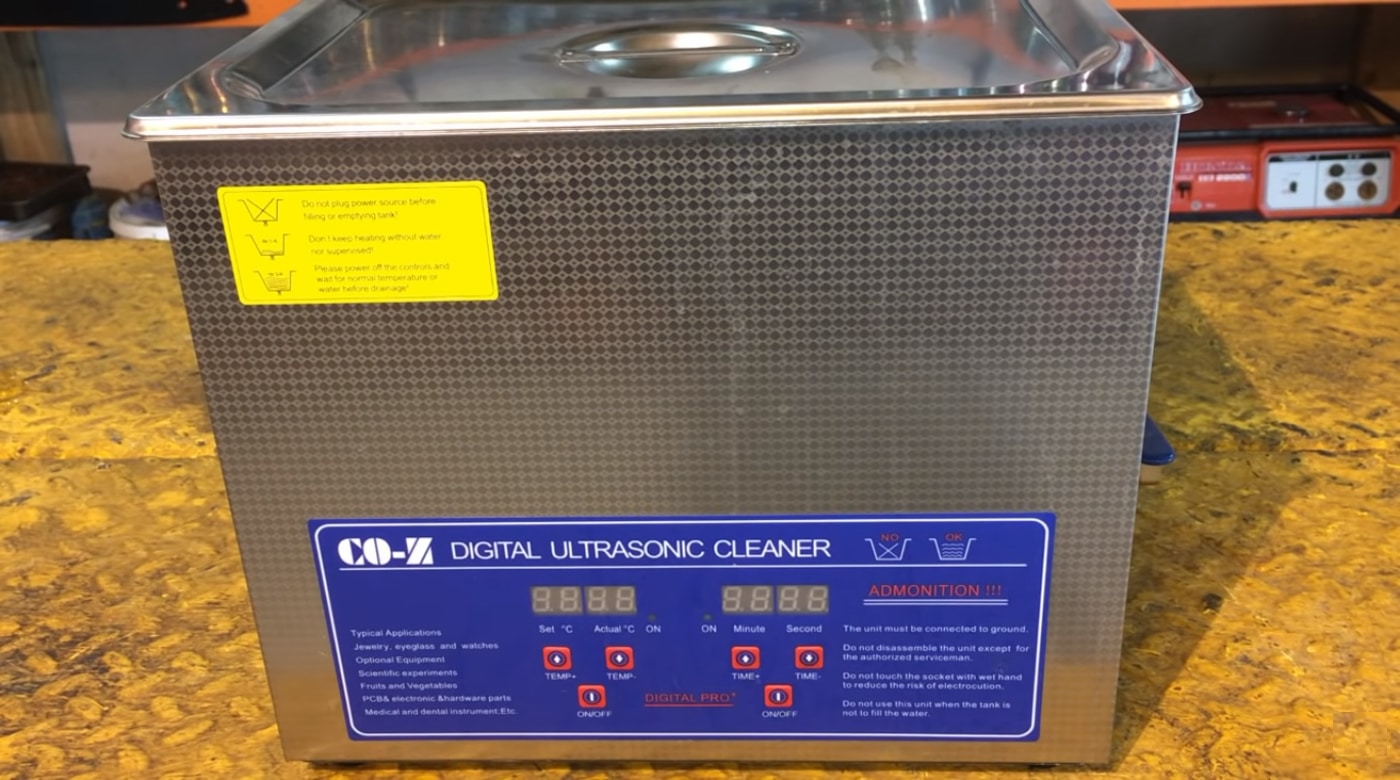 Do not plug power source before
filling or emptying tank!
Don't keep heating without water
nor supervised!
Please power off the controls and
wait for normal temperature or
water before drainage!
CO-Z DIGITAL ULTRASONIC CLEANER
NO OK
ADMONITION !!!
Set °C Actual °C ON
ON Minute Second
TEMP+ TEMP-
TIME+ TIME-
ON/OFF
DIGITAL PRO+
ON/OFF
Typical Applications
Jewelry, eyeglass and watches
Optional Equipment
Scientific experiments
Fruits and Vegetables
PCB& electronic &hardware parts
Medical and dental instrument;Etc.
The unit must be connected to ground.
Do not disassemble the unit except for
the authorized serviceman.
Do not touch the socket with wet hand
to reduce the risk of electrocution.
Do not use this unit when the tank is
not to fill the water.